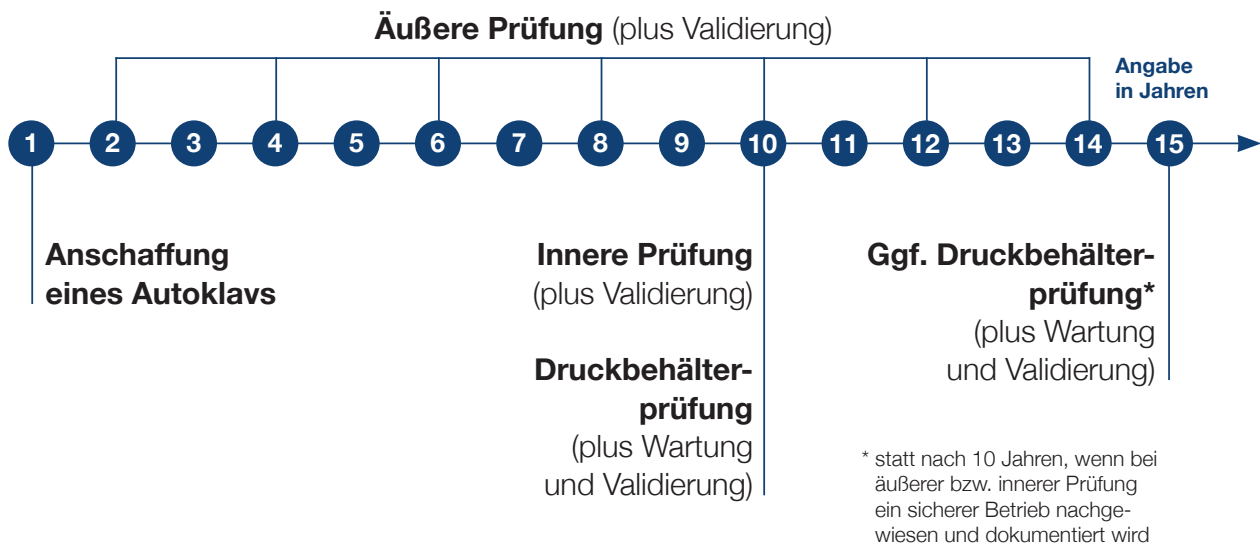 Äußere Prüfung (plus Validierung)
Angabe
in Jahren
1 2 3 4 5 6 7 8 9 10 11 12 13 14 15
Anschaffung
eines Autoklavs
Innere Prüfung
(plus Validierung)
Druckbehälter-
prüfung
(plus Wartung
und Validierung)
Ggf. Druckbehälter-
prüfung*
(plus Wartung
und Validierung)
* statt nach 10 Jahren, wenn bei
äußerer bzw. innerer Prüfung
ein sicherer Betrieb nachge-
wiesen und dokumentiert wird